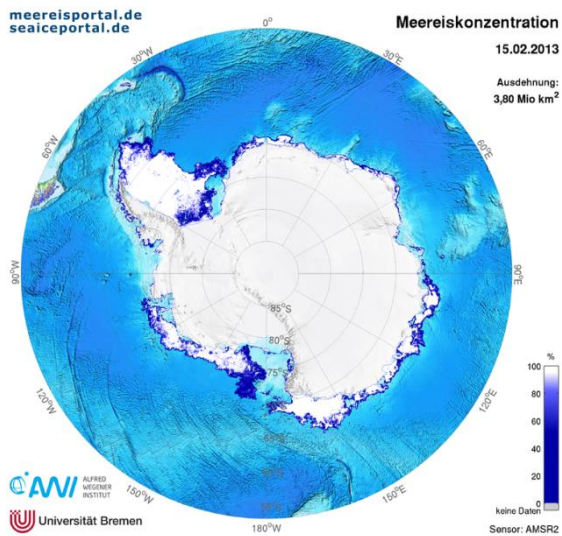 meereisportal.de
seaiceportal.de
Meereiskonzentration
15.02.2013
Ausdehnung:
3,80 Mio km²
0°
30°W
30°E
60°W
60°E
90°W
90°E
85°S
80°S
75°S
120°W
120°E
150°W
150°E
180°W
%
100
80
60
40
20
0
keine Daten
Sensor: AMSR2
AWI
ALFRED
WEGENER
INSTITUT
Universität Bremen